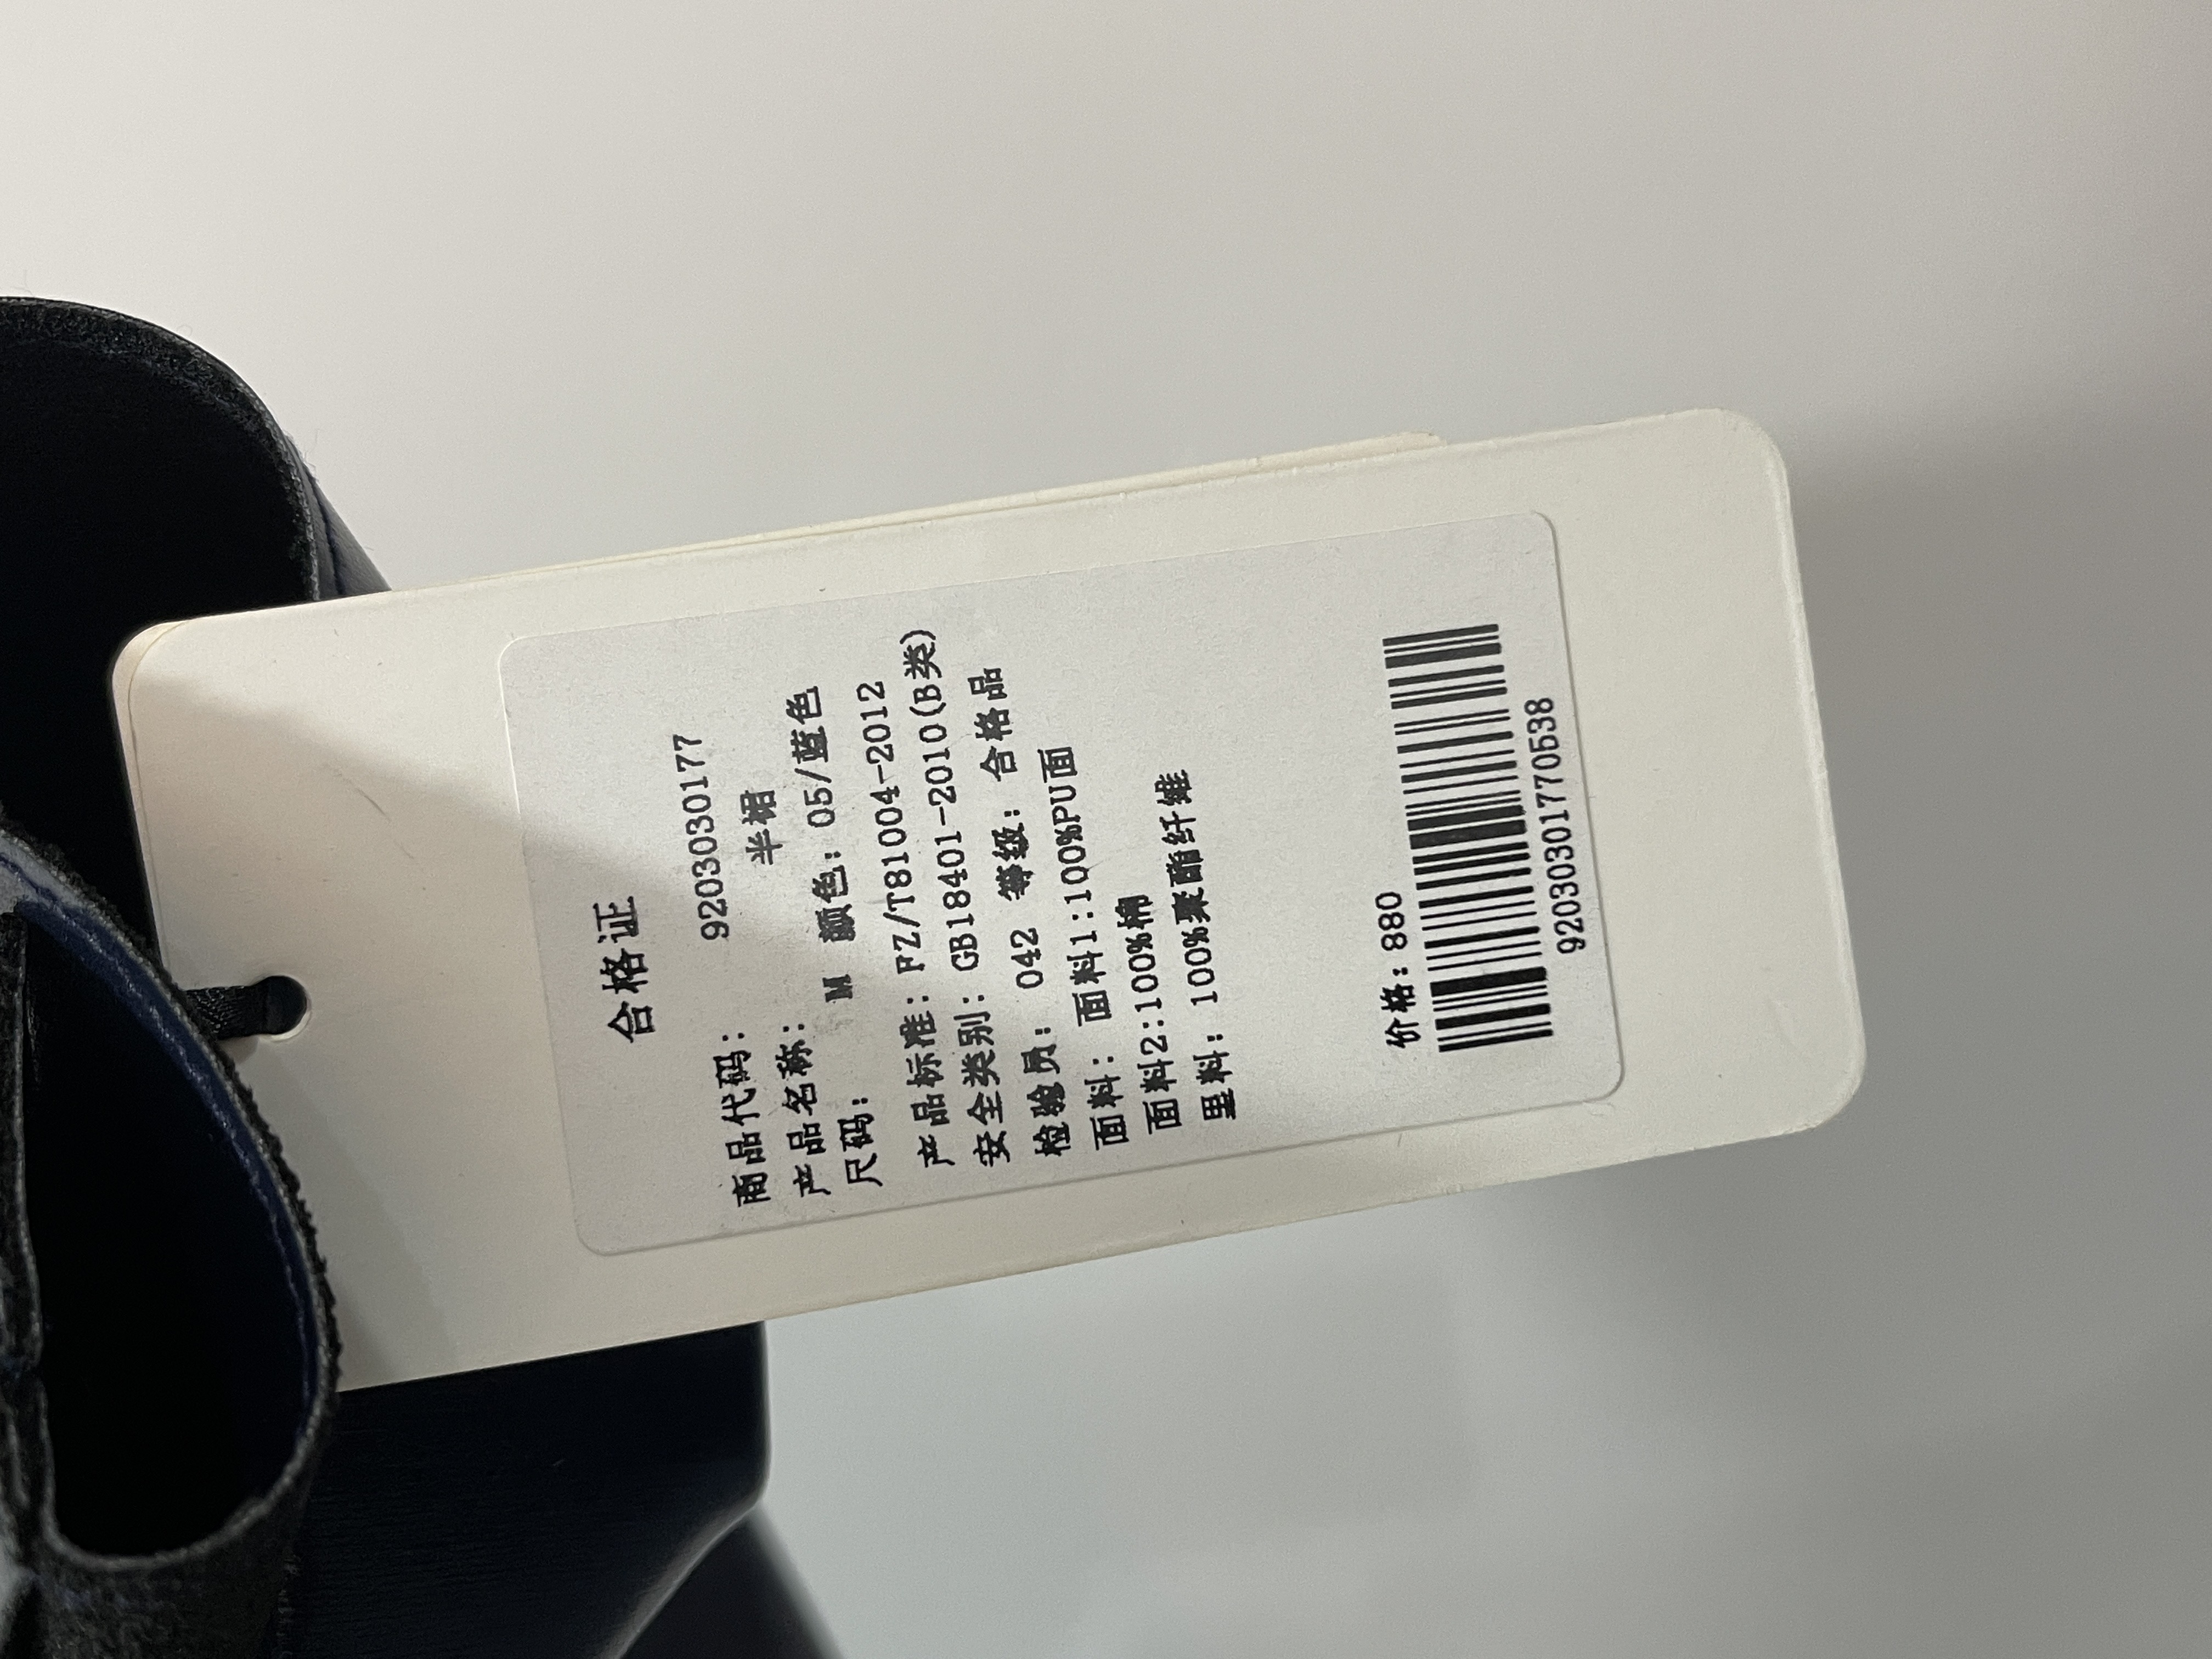 合格证
商品代码: 9203030177
产品名称: 半裙
尺码: M 颜色: 05/蓝色
产品标准: FZ/T81004-2012
安全类别: GB18401-2010(B类)
检验员: 042 等级: 合格品
面料: 面料1:100%PU面
面料2:100%棉
里料: 100%聚酯纤维
价格: 880
92030301770538